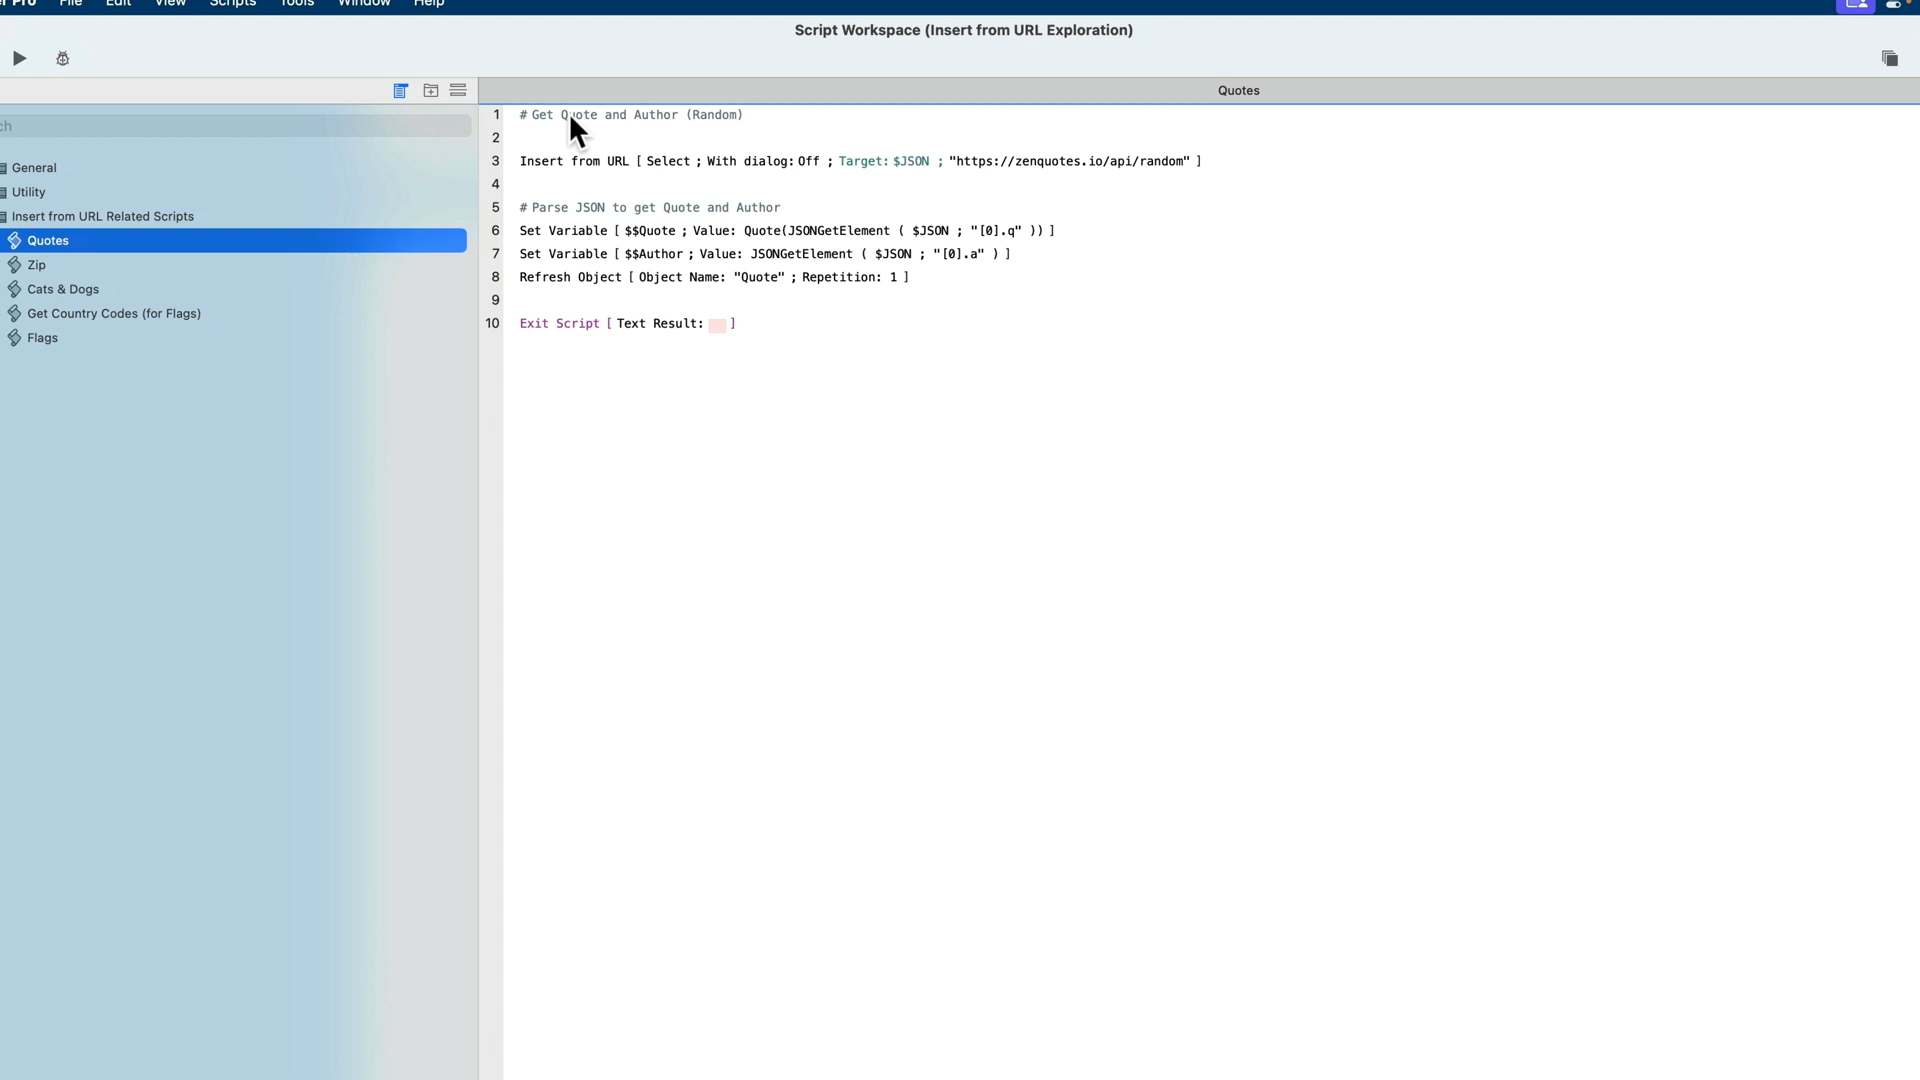 er Pro File Edit View Scripts Tools Window Help
Script Workspace (Insert from URL Exploration)
Quotes
ch
General
Utility
Insert from URL Related Scripts
Quotes
Zip
Cats & Dogs
Get Country Codes (for Flags)
Flags
1 # Get Quote and Author (Random)
2
3 Insert from URL [ Select ; With dialog: Off ; Target: $JSON ; "https://zenquotes.io/api/random" ]
4
5 # Parse JSON to get Quote and Author
6 Set Variable [ $$Quote ; Value: Quote(JSONGetElement ( $JSON ; "[0].q" )) ]
7 Set Variable [ $$Author ; Value: JSONGetElement ( $JSON ; "[0].a" ) ]
8 Refresh Object [ Object Name: "Quote" ; Repetition: 1 ]
9
10 Exit Script [ Text Result: ]